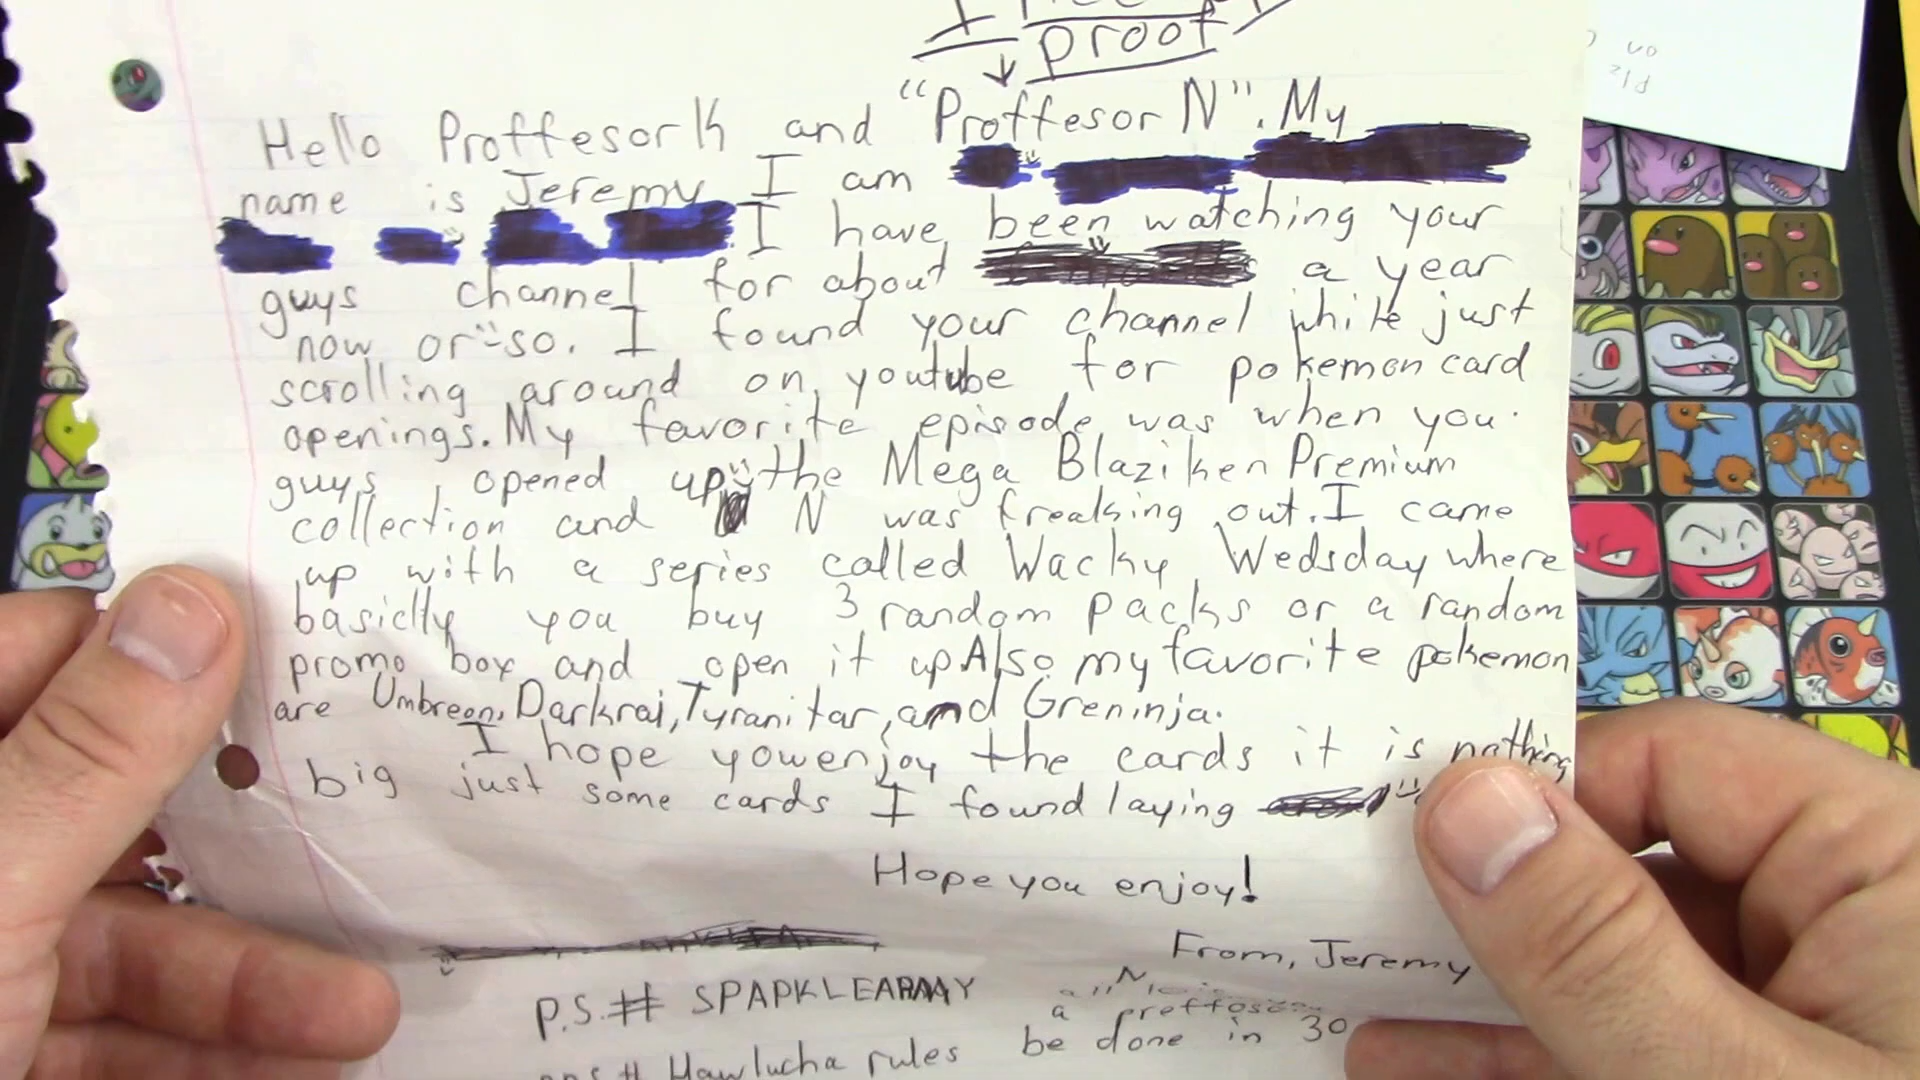 proof
Hello Proffesor K and "Proffesor N". My
name is Jeremy I am
I have been watching your
guys channel for about a year
now or so. I found your channel while just
scrolling around on youtube for pokemon card
openings. My favorite episode was when you
guys opened up the Mega Blaziken Premium
collection and N was freaking out. I came
up with a series called Wacky Wedsday where
basiclly you buy 3 random packs or a random
promo box and open it up Also my favorite pokemon
are Umbreon, Darkrai, Tyranitar, and Greninja.
I hope you enjoy the cards it is nothing
big just some cards I found laying
Hope you enjoy!
From, Jeremy
P.S. # SPARKLEARMY
Hawlucha rules
a proffosor
be done in 30
plz
on